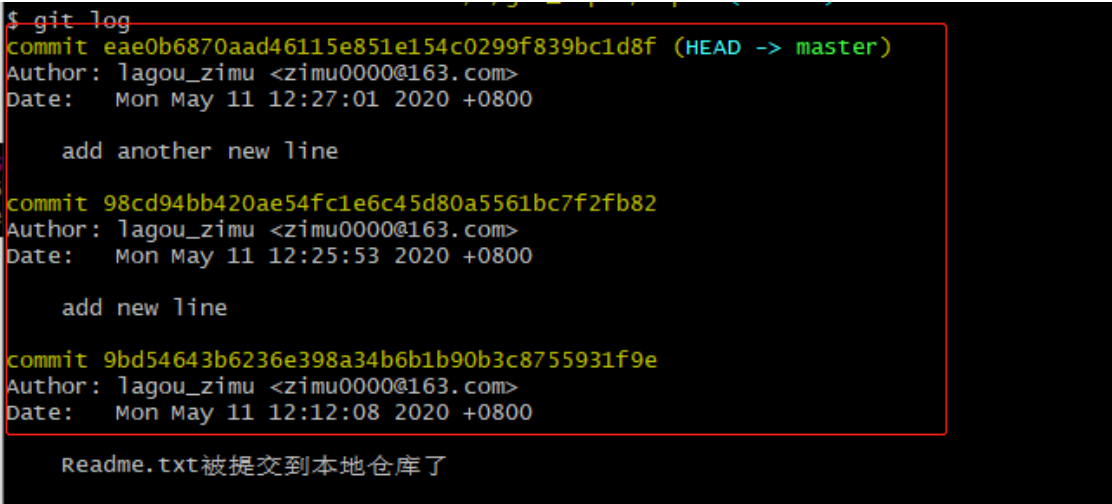 $ git log
commit eae0b6870aad46115e851e154c0299f839bc1d8f (HEAD -> master)
Author: lagou_zimu <zimu0000@163.com>
Date:   Mon May 11 12:27:01 2020 +0800
add another new line
commit 98cd94bb420ae54fc1e6c45d80a5561bc7f2fb82
Author: lagou_zimu <zimu0000@163.com>
Date:   Mon May 11 12:25:53 2020 +0800
add new line
commit 9bd54643b6236e398a34b6b1b90b3c8755931f9e
Author: lagou_zimu <zimu0000@163.com>
Date:   Mon May 11 12:12:08 2020 +0800
Readme.txt被提交到本地仓库了